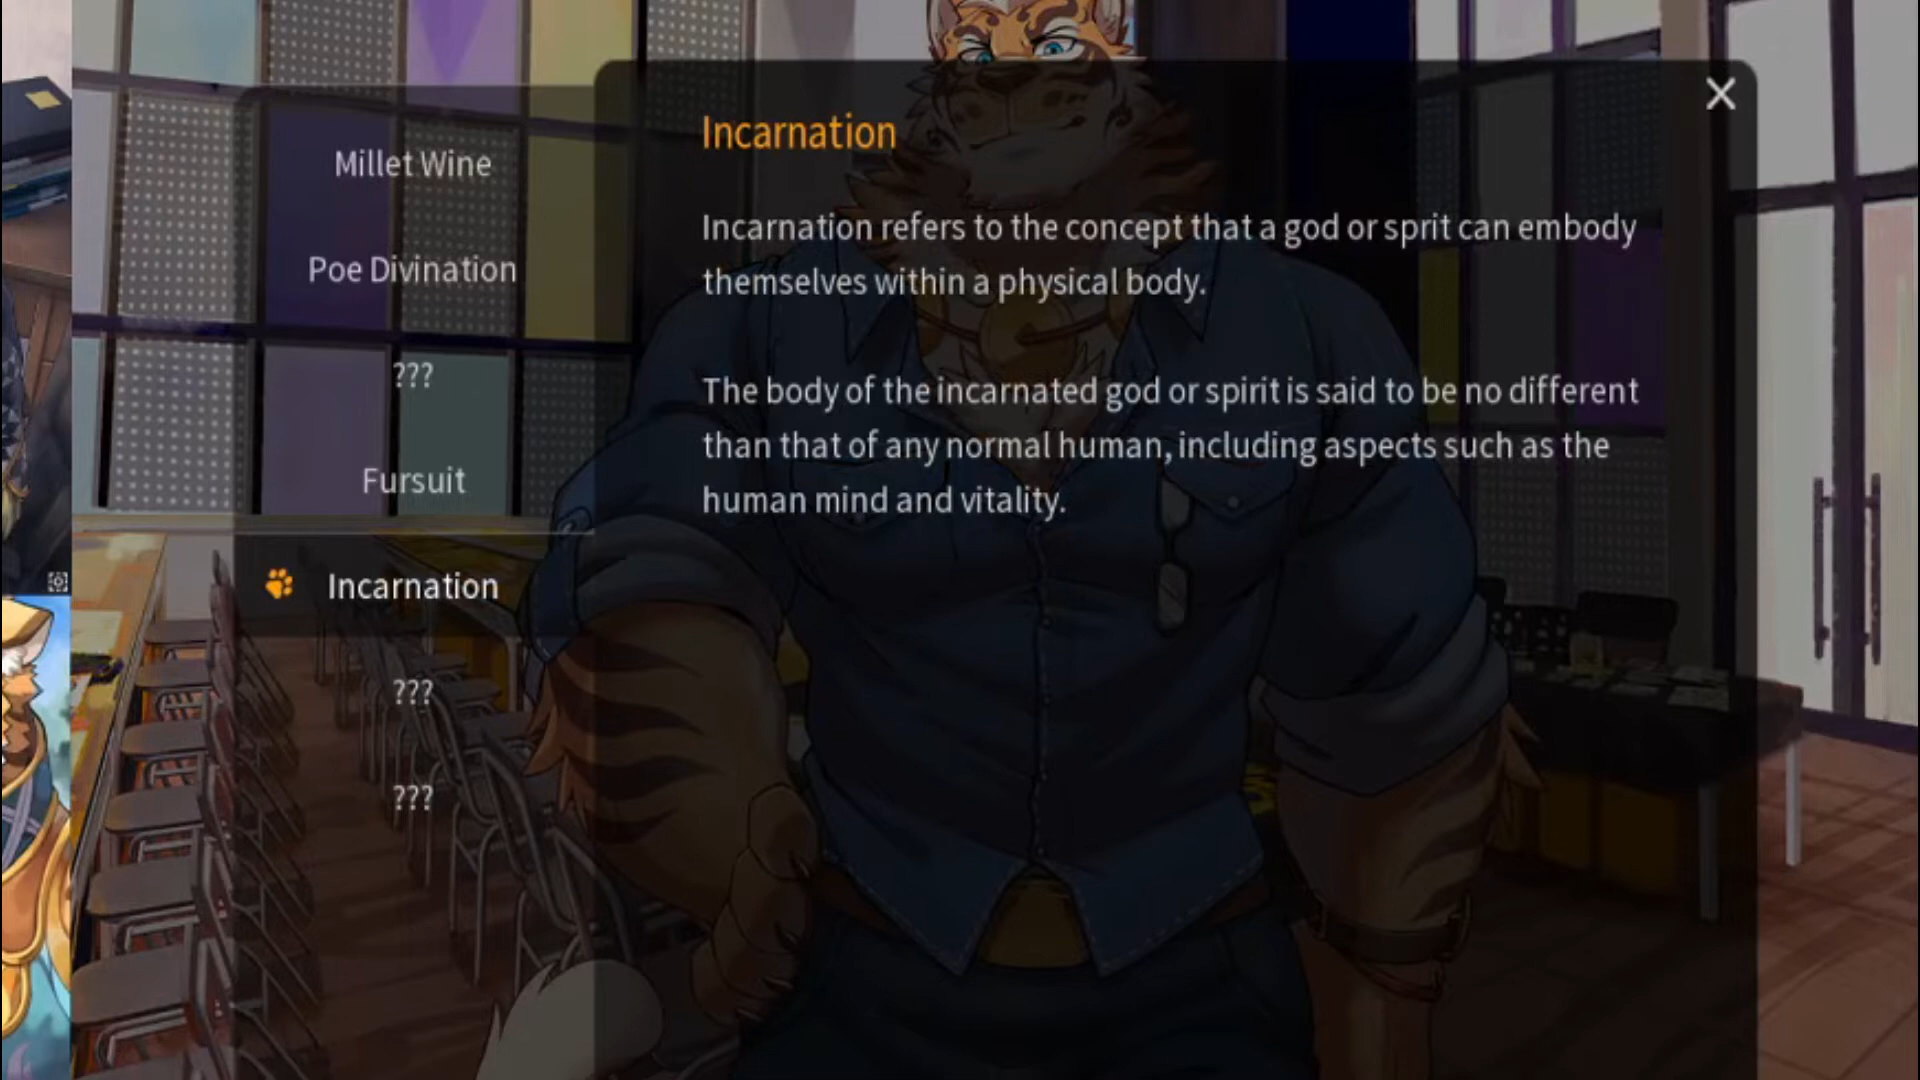 Millet Wine
Poe Divination
???
Fursuit
Incarnation
???
???
Incarnation
Incarnation refers to the concept that a god or sprit can embody
themselves within a physical body.
The body of the incarnated god or spirit is said to be no different
than that of any normal human, including aspects such as the
human mind and vitality.